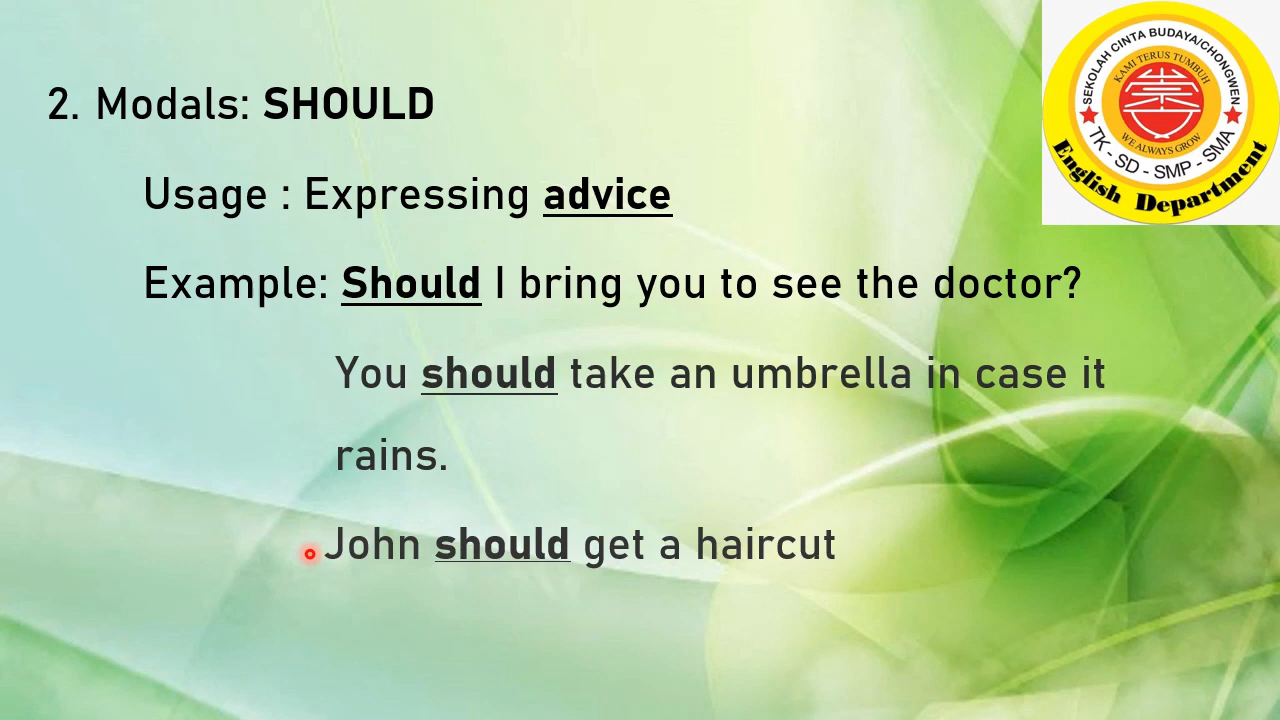 2. Modals: SHOULD
Usage : Expressing advice
Example: Should I bring you to see the doctor?
You should take an umbrella in case it
rains.
John should get a haircut
SEKOLAH CINTA BUDAYA/CHONGWEN
KAMI TERUS TUMBUH
WE ALWAYS GROW
TK - SD - SMP - SMA
English Department